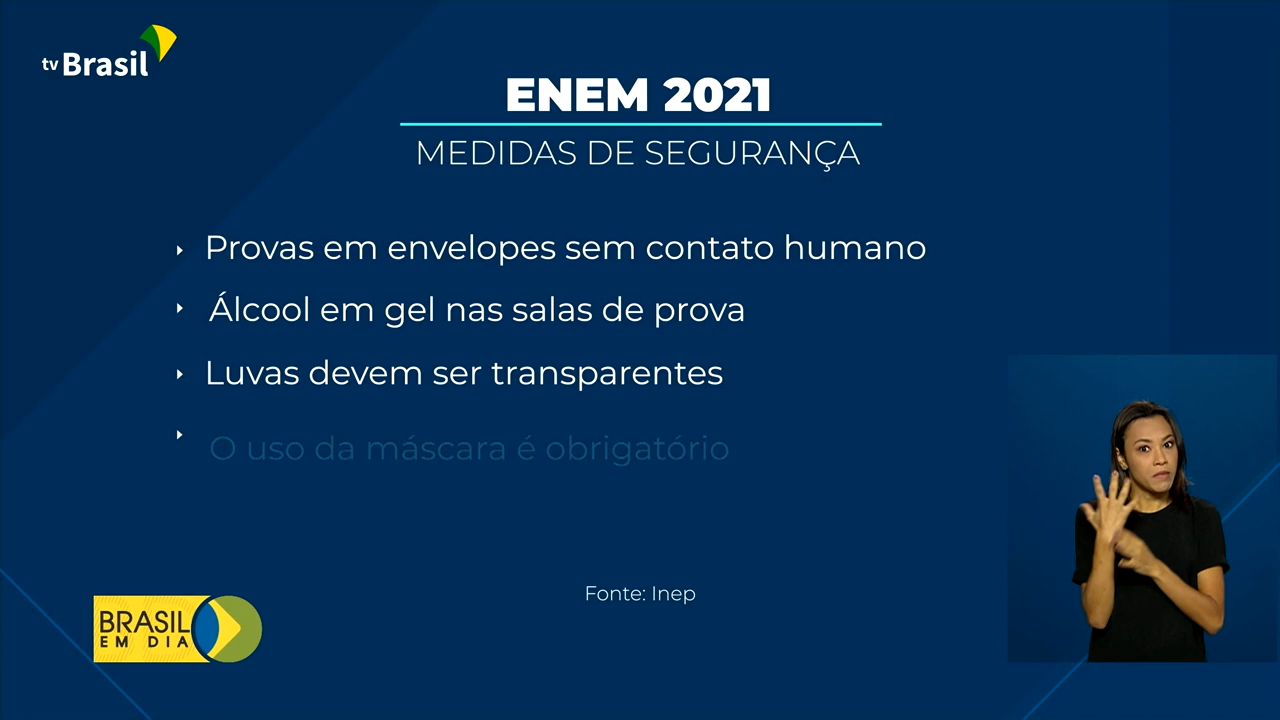 tv Brasil
ENEM 2021
MEDIDAS DE SEGURANÇA
Provas em envelopes sem contato humano
Álcool em gel nas salas de prova
Luvas devem ser transparentes
O uso da máscara é obrigatório
Fonte: Inep
BRASIL
EM DIA